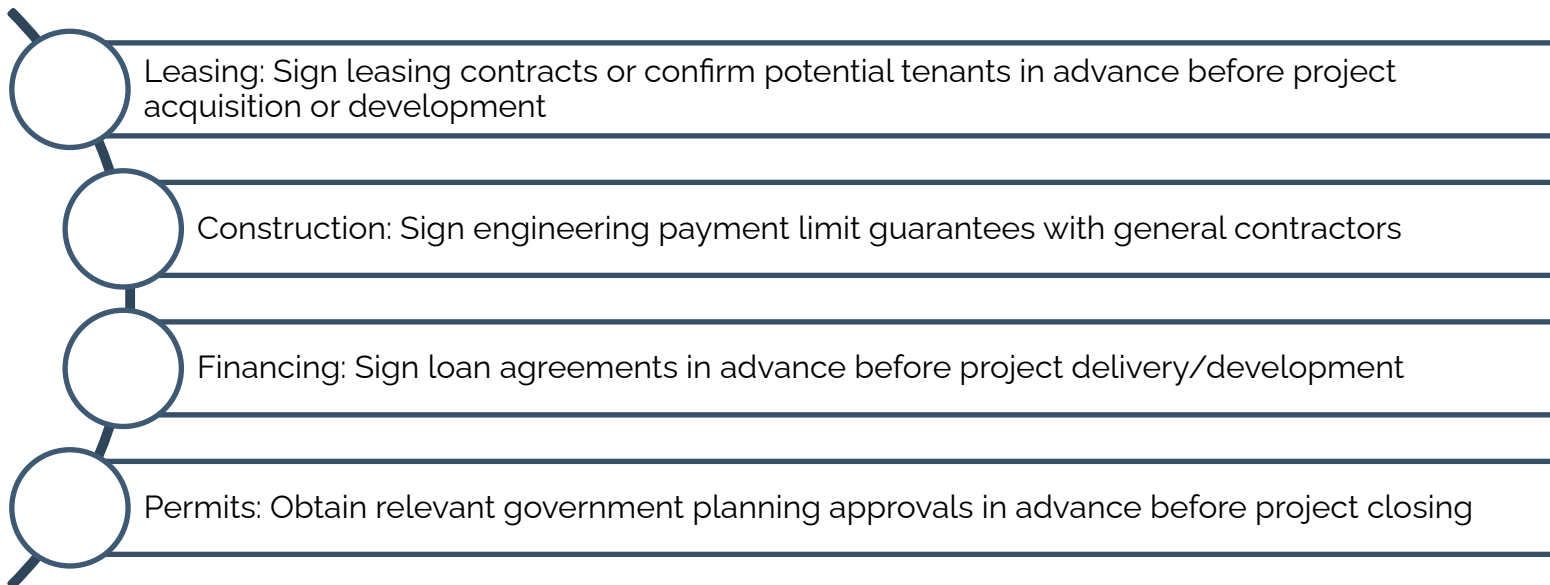 Leasing: Sign leasing contracts or confirm potential tenants in advance before project
acquisition or development
Construction: Sign engineering payment limit guarantees with general contractors
Financing: Sign loan agreements in advance before project delivery/development
Permits: Obtain relevant government planning approvals in advance before project closing